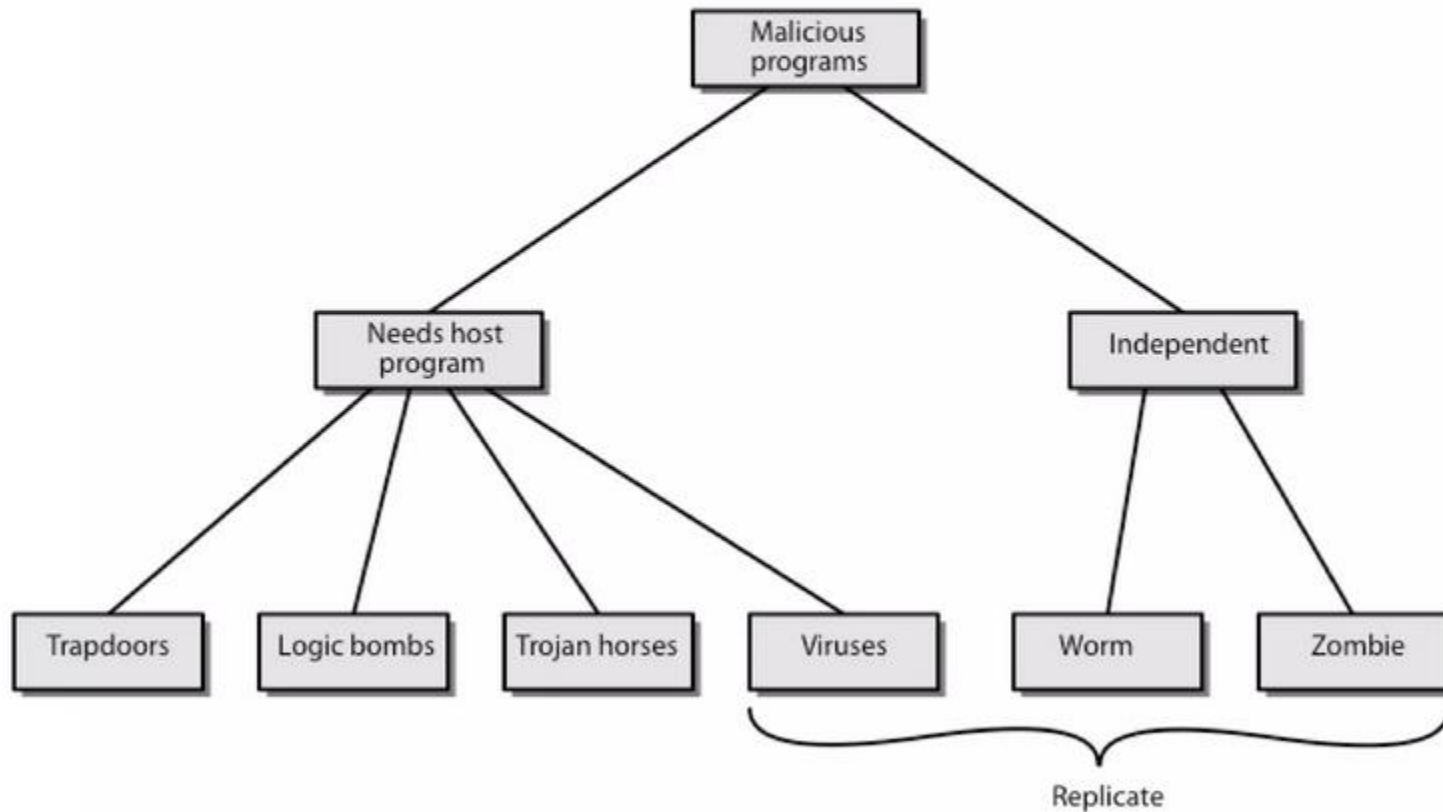 Malicious
programs
Needs host
program
Independent
Trapdoors
Logic bombs
Trojan horses
Viruses
Worm
Zombie
Replicate